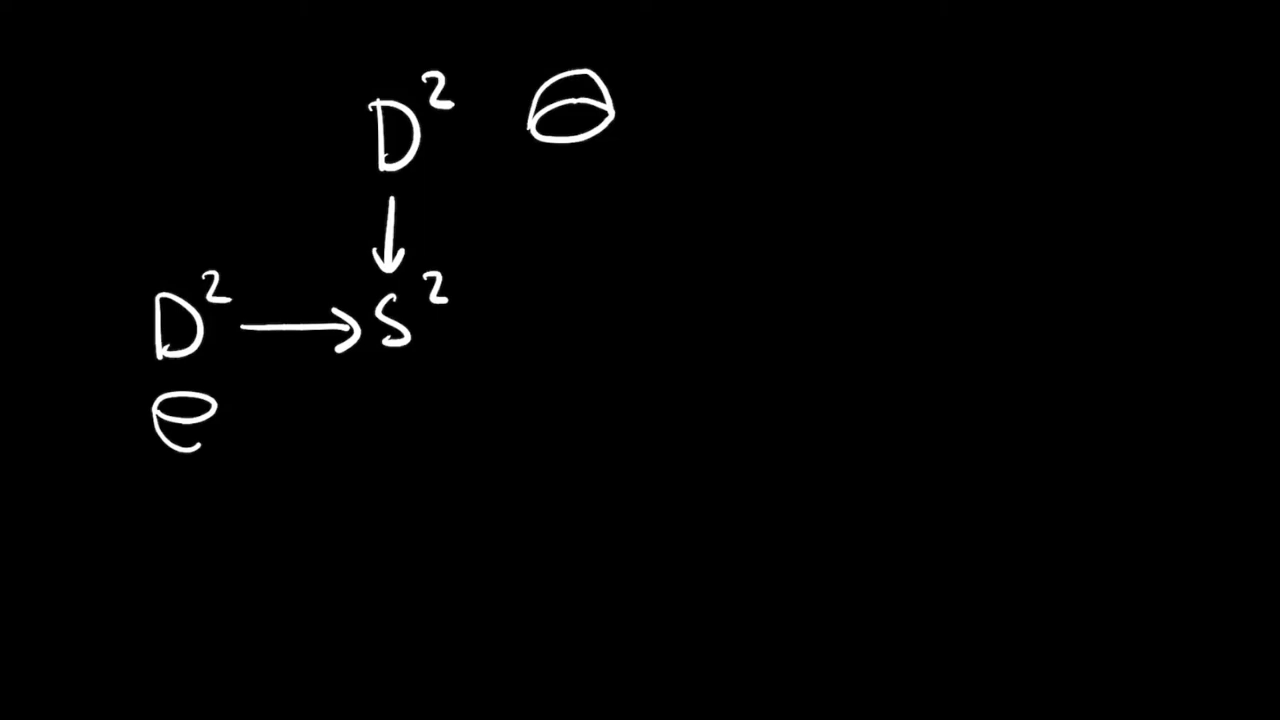 D²
↓
D² → S²